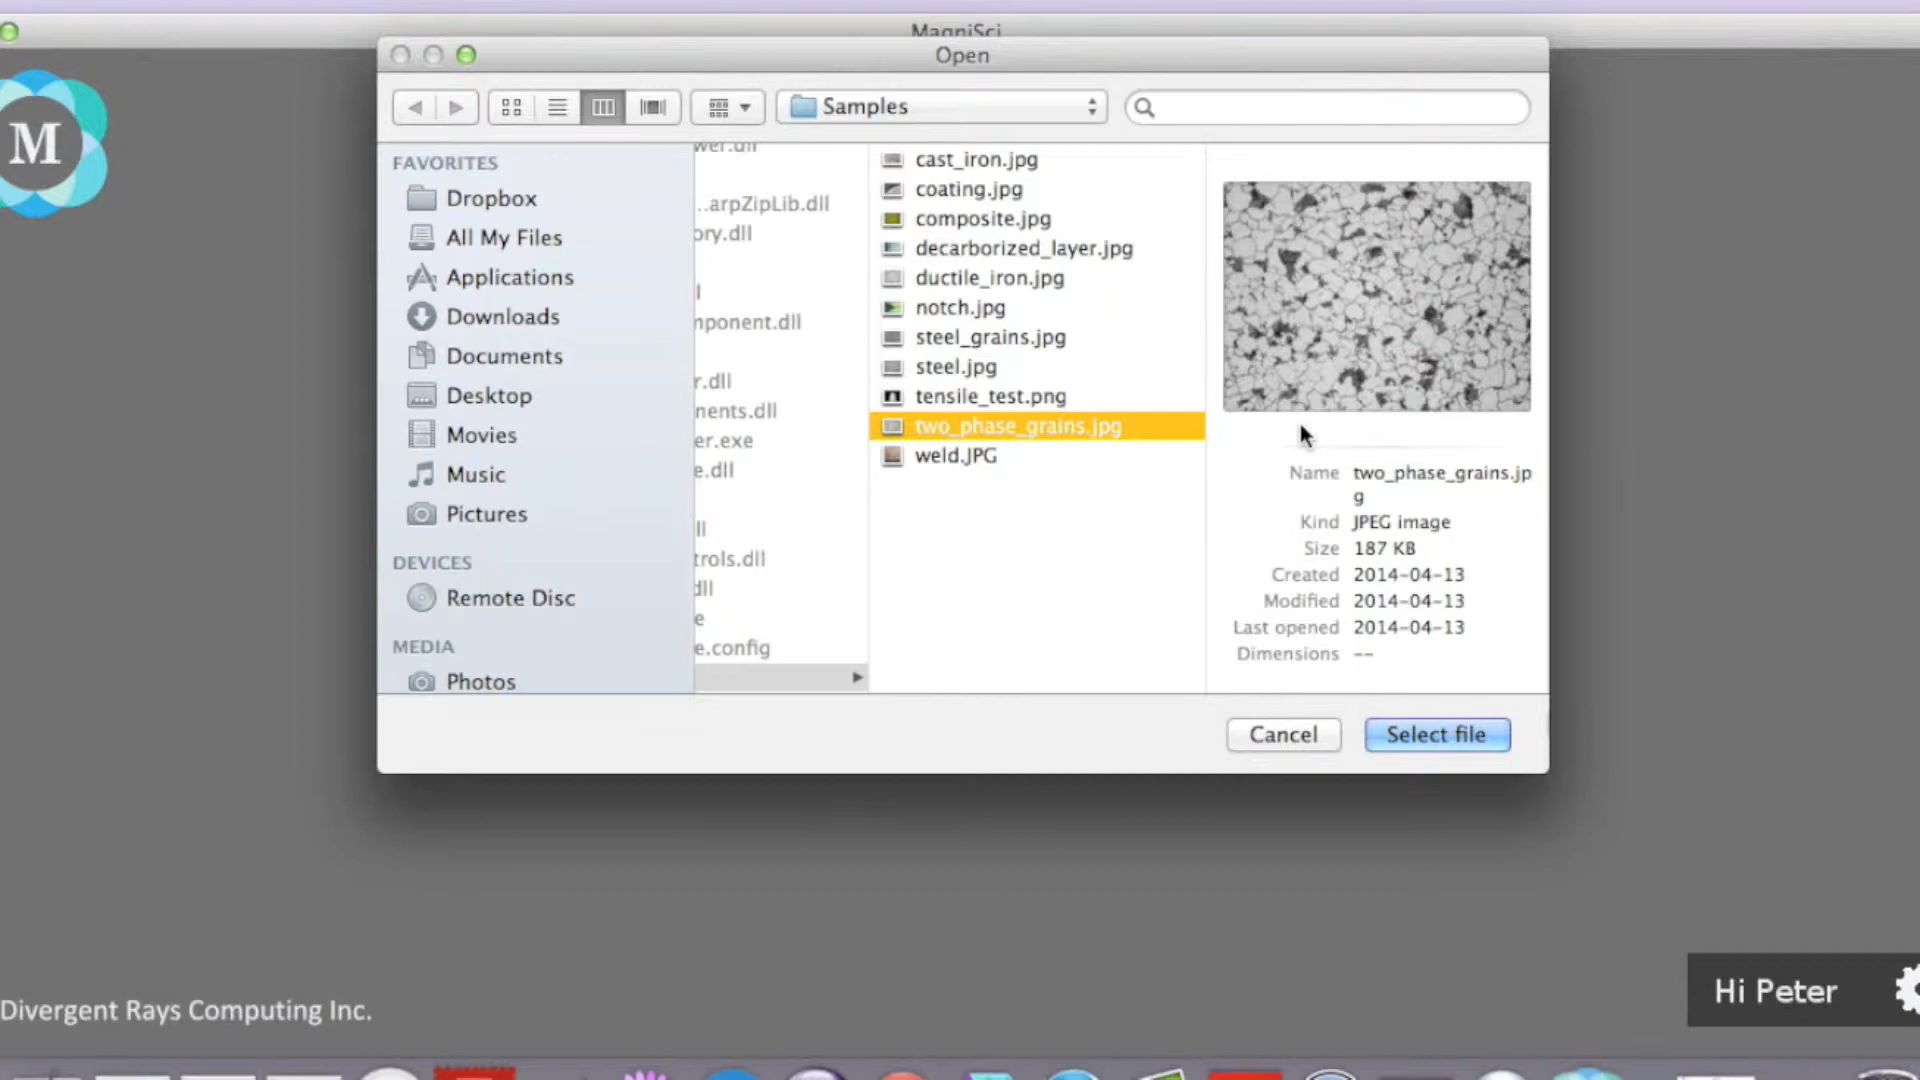 MagniSci
Open
M
Samples
FAVORITES
Dropbox
All My Files
Applications
Downloads
Documents
Desktop
Movies
Music
Pictures
DEVICES
Remote Disc
MEDIA
Photos
wer.dll
...arpZipLib.dll
ory.dll
l
nponent.dll
r.dll
nents.dll
er.exe
e.dll
ll
trols.dll
dll
e
e.config
cast_iron.jpg
coating.jpg
composite.jpg
decarborized_layer.jpg
ductile_iron.jpg
notch.jpg
steel_grains.jpg
steel.jpg
tensile_test.png
two_phase_grains.jpg
weld.JPG
Name two_phase_grains.jp
g
Kind JPEG image
Size 187 KB
Created 2014-04-13
Modified 2014-04-13
Last opened 2014-04-13
Dimensions --
Cancel
Select file
Divergent Rays Computing Inc.
Hi Peter